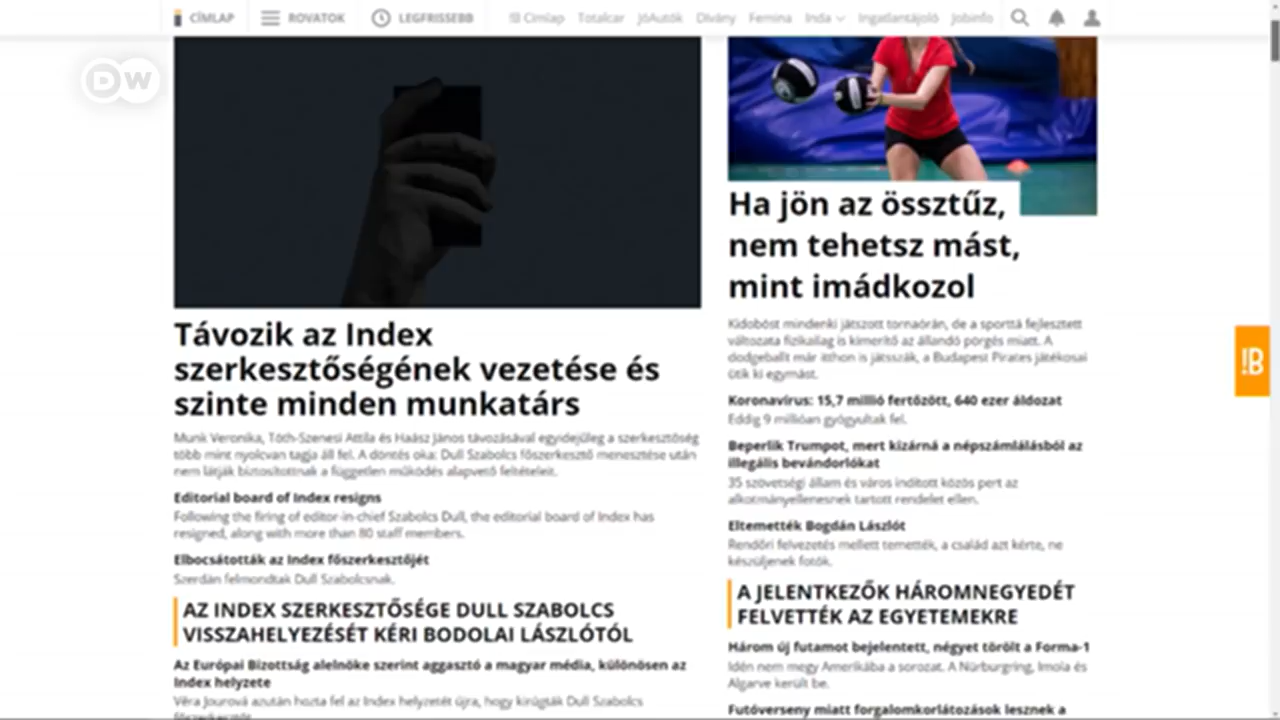 CÍMLAP
ROVATOK
LEGFRISSEBB
!B Címlap
Totalcar
JóAutók
Dívány
Femina
Inda
Ingatlantájoló
Jobinfo
DW
Távozik az Index
szerkesztőségének vezetése és
szinte minden munkatárs
Munk Veronika, Tóth-Szenesi Attila és Haász János távozásával egyidejűleg a szerkesztőség
több mint nyolcvan tagja áll fel. A döntés oka: Dull Szabolcs főszerkesztő menesztése után
nem látják biztosítottnak a független működés alapvető feltételeit.
Editorial board of Index resigns
Following the firing of editor-in-chief Szabolcs Dull, the editorial board of Index has
resigned, along with more than 80 staff members.
Elbocsátották az Index főszerkesztőjét
Szerdán felmondtak Dull Szabolcsnak.
AZ INDEX SZERKESZTŐSÉGE DULL SZABOLCS
VISSZAHELYEZÉSÉT KÉRI BODOLAI LÁSZLÓTÓL
Az Európai Bizottság alelnöke szerint aggasztó a magyar média, különösen az
Index helyzete
Věra Jourová azután hozta fel az Index helyzetét újra, hogy kirúgták Dull Szabolcs
Ha jön az össztűz,
nem tehetsz mást,
mint imádkozol
Kidobóst mindenki játszott tornaórán, de a sporttá fejlesztett
változata fizikailag is kimerítő az állandó pörgés miatt. A
dodgeballt már itthon is játsszák, a Budapest Pirates játékosai
ütik ki egymást.
Koronavírus: 15,7 millió fertőzött, 640 ezer áldozat
Eddig 9 millióan gyógyultak fel.
Beperlik Trumpot, mert kizárná a népszámlálásból az
illegális bevándorlókat
35 szövetségi állam és város indított közös pert az
alkotmányellenesnek tartott rendelet ellen.
Eltemették Bogdán Lászlót
Rendőri felvezetés mellett temették, a család azt kérte, ne
készüljenek fotók.
A JELENTKEZŐK HÁROMNEGYEDÉT
FELVETTÉK AZ EGYETEMEKRE
Három új futamot bejelentett, négyet törölt a Forma-1
Idén nem megy Amerikába a sorozat. A Nürburgring, Imola és
Algarve került be.
Futóverseny miatt forgalomkorlátozások lesznek a
!B